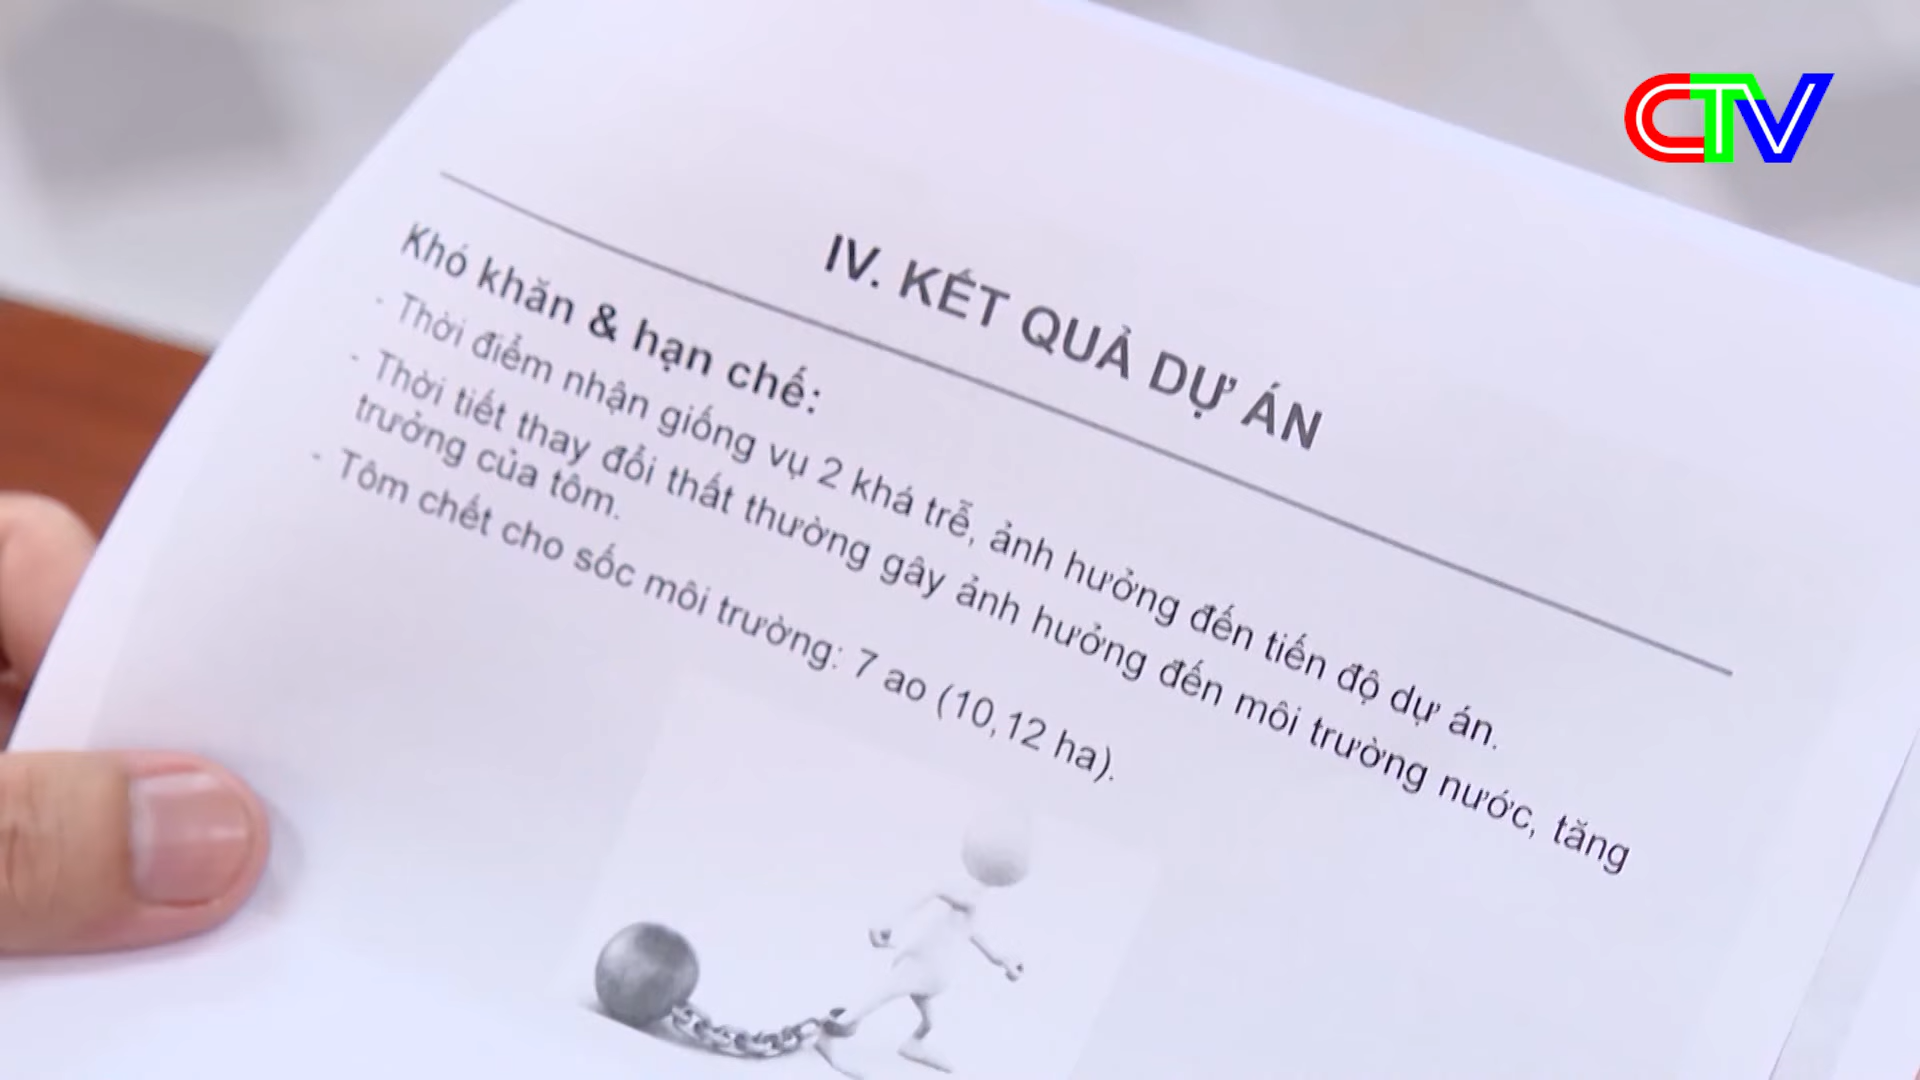 CTV
IV. KẾT QUẢ DỰ ÁN
Khó khăn & hạn chế:
- Thời điểm nhận giống vụ 2 khá trễ, ảnh hưởng đến tiến độ dự án.
- Thời tiết thay đổi thất thường gây ảnh hưởng đến môi trường nước, tăng
trưởng của tôm.
- Tôm chết cho sốc môi trường: 7 ao (10,12 ha).